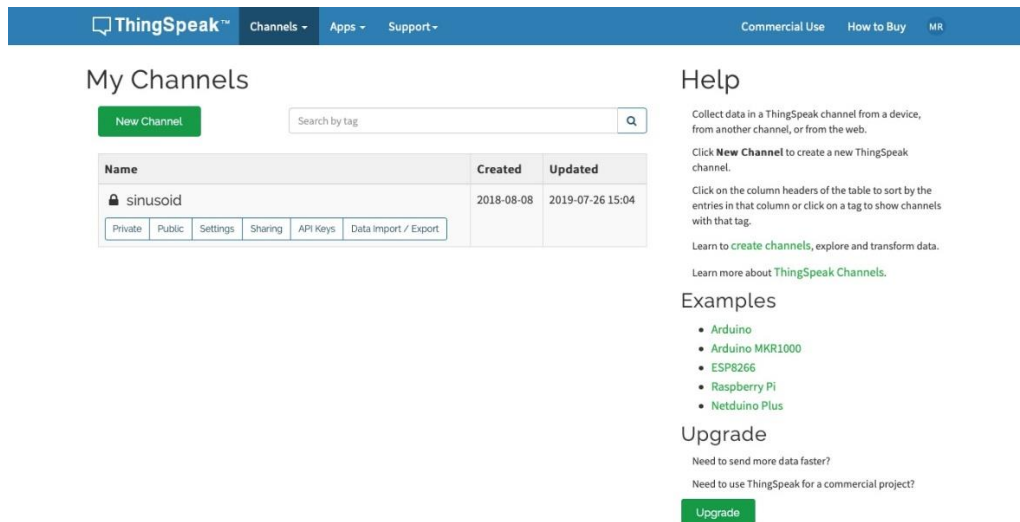 ThingSpeak™ Channels Apps Support Commercial Use How to Buy MR
My Channels
New Channel Search by tag
Name Created Updated
sinusoid 2018-08-08 2019-07-26 15:04
Private Public Settings Sharing API Keys Data Import / Export
Help
Collect data in a ThingSpeak channel from a device,
from another channel, or from the web.
Click New Channel to create a new ThingSpeak
channel.
Click on the column headers of the table to sort by the
entries in that column or click on a tag to show channels
with that tag.
Learn to create channels, explore and transform data.
Learn more about ThingSpeak Channels.
Examples
Arduino
Arduino MKR1000
ESP8266
Raspberry Pi
Netduino Plus
Upgrade
Need to send more data faster?
Need to use ThingSpeak for a commercial project?
Upgrade